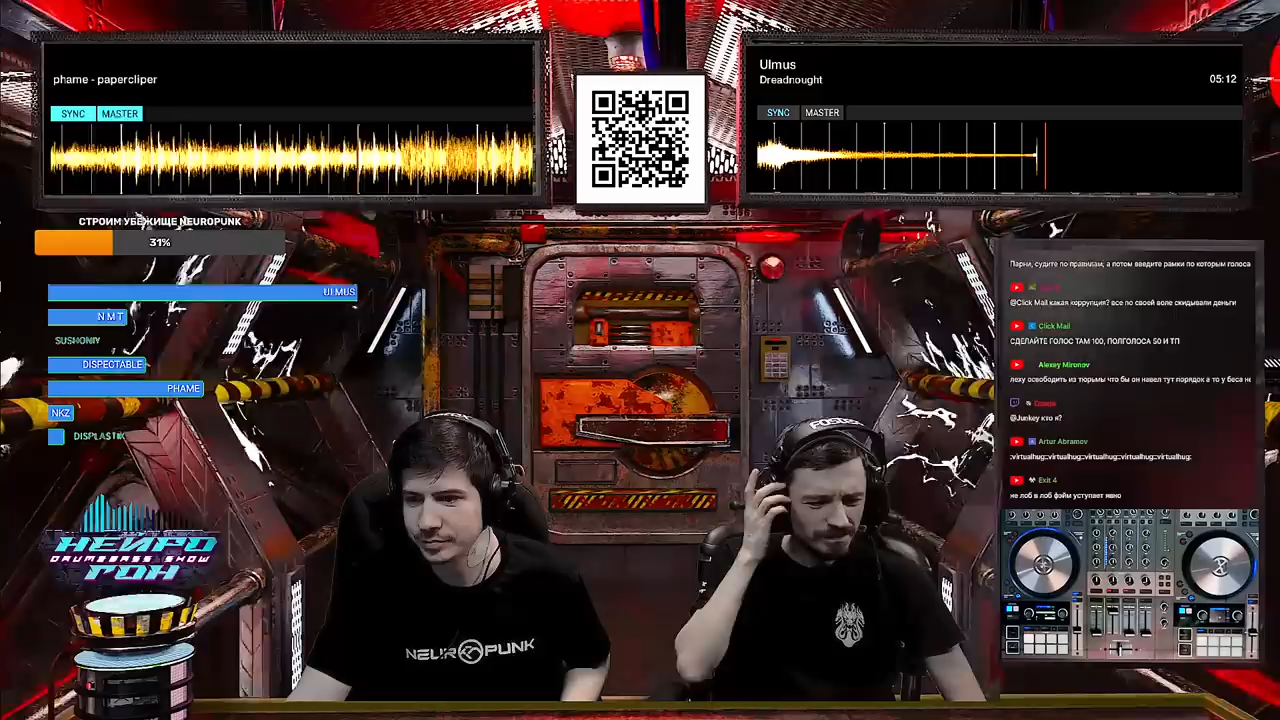 phame - papercliper
SYNC MASTER
Ulmus
Dreadnought
05:12
SYNC MASTER
СТРОИМ УБЕЖИЩЕ NEUROPUNK
31%
ULMUS
N M T
SUSHONIV
DISPECTABLE
PHAME
NKZ
DISPLASTIK
НЕЙРО
DRUM&BASS SHOW
ГОН
Парни, судите по правилам, а потом введите рамки по которым голоса
@Click Mail какая коррупция? все по своей воле скидывали деньги
Click Mail
СДЕЛАЙТЕ ГОЛОС ТАМ 100, ПОЛГОЛОСА 50 И ТП
Alexey Mironov
леху освободить из тюрьмы что бы он навел тут порядок а то у беса не
@Junkey кто я?
Artur Abramov
:virtualhug::virtualhug::virtualhug::virtualhug::virtualhug:
Exit 4
не лоб в лоб фэйм уступает явно
NEUROPUNK